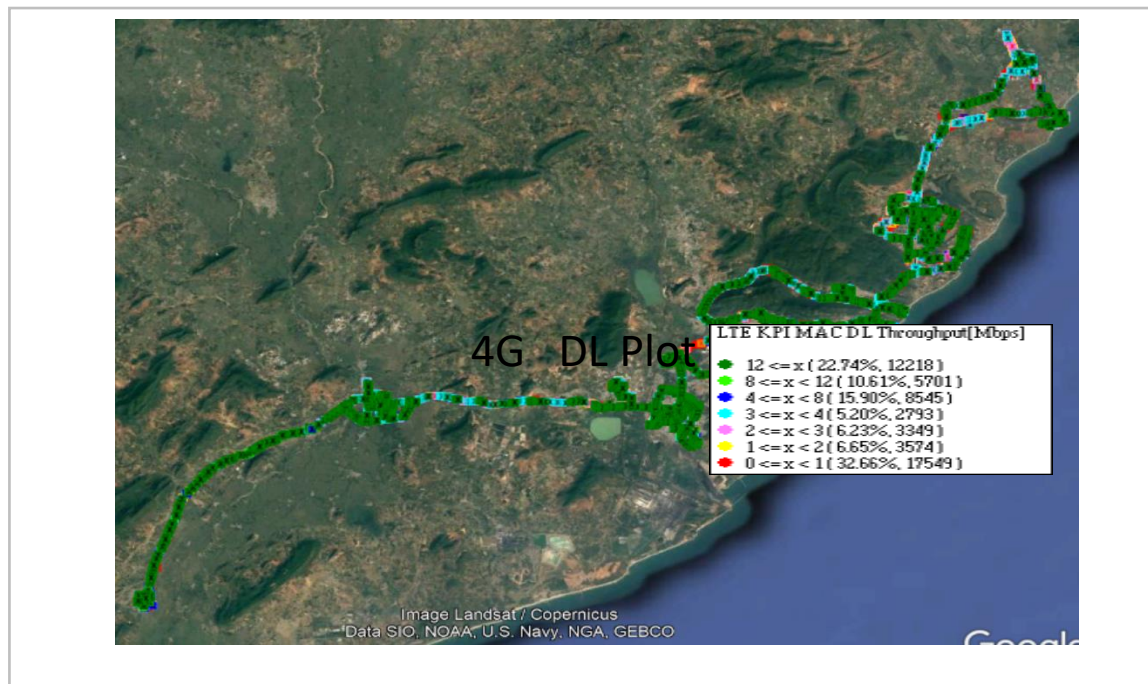 4G DL Plot
LTE KPI MAC DL Throughput[Mbps]
12 <= x ( 22.74%, 12218 )
8 <= x < 12 ( 10.61%, 5701 )
4 <= x < 8 ( 15.90%, 8545 )
3 <= x < 4 ( 5.20%, 2793 )
2 <= x < 3 ( 6.23%, 3349 )
1 <= x < 2 ( 6.65%, 3574 )
0 <= x < 1 ( 32.66%, 17549 )
Image Landsat / Copernicus
Data SIO, NOAA, U.S. Navy, NGA, GEBCO
Google